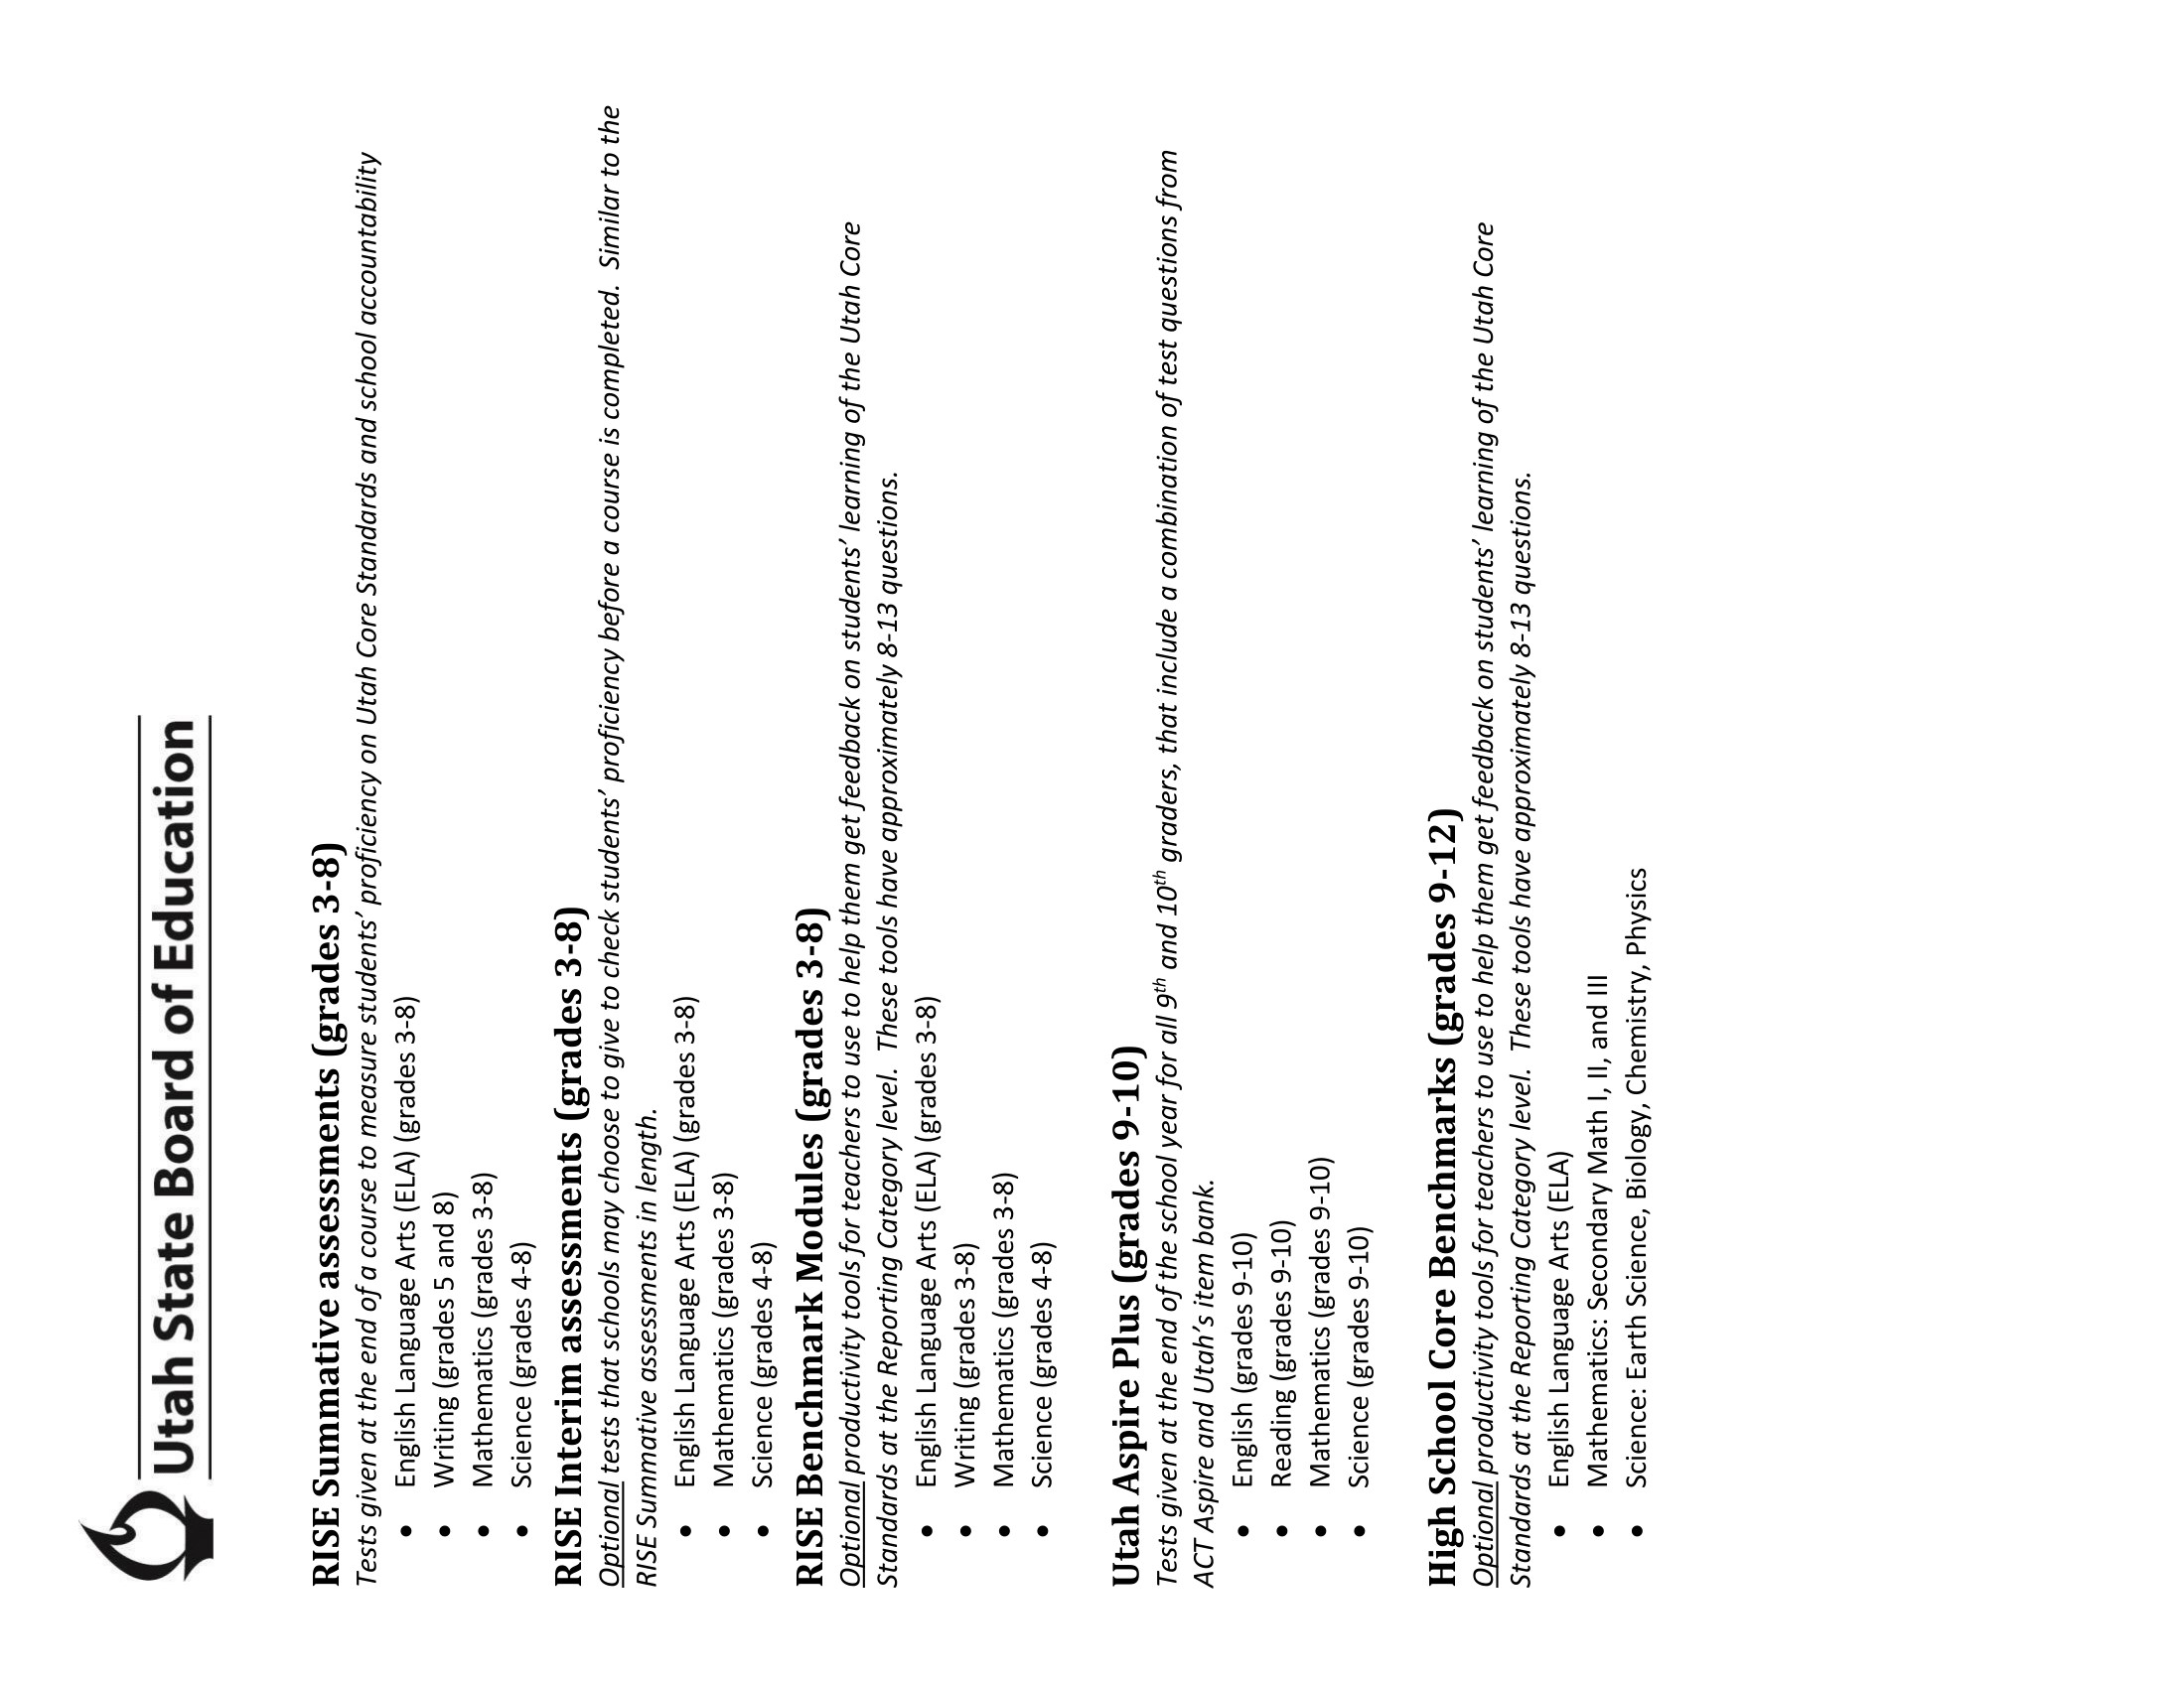 Utah State Board of Education
RISE Summative assessments (grades 3-8)
Tests given at the end of a course to measure students’ proficiency on Utah Core Standards and school accountability
• English Language Arts (ELA) (grades 3-8)
• Writing (grades 5 and 8)
• Mathematics (grades 3-8)
• Science (grades 4-8)
RISE Interim assessments (grades 3-8)
Optional tests that schools may choose to give to check students’ proficiency before a course is completed. Similar to the
RISE Summative assessments in length.
• English Language Arts (ELA) (grades 3-8)
• Mathematics (grades 3-8)
• Science (grades 4-8)
RISE Benchmark Modules (grades 3-8)
Optional productivity tools for teachers to use to help them get feedback on students’ learning of the Utah Core
Standards at the Reporting Category level. These tools have approximately 8-13 questions.
• English Language Arts (ELA) (grades 3-8)
• Writing (grades 3-8)
• Mathematics (grades 3-8)
• Science (grades 4-8)
Utah Aspire Plus (grades 9-10)
Tests given at the end of the school year for all 9th and 10th graders, that include a combination of test questions from
ACT Aspire and Utah’s item bank.
• English (grades 9-10)
• Reading (grades 9-10)
• Mathematics (grades 9-10)
• Science (grades 9-10)
High School Core Benchmarks (grades 9-12)
Optional productivity tools for teachers to use to help them get feedback on students’ learning of the Utah Core
Standards at the Reporting Category level. These tools have approximately 8-13 questions.
• English Language Arts (ELA)
• Mathematics: Secondary Math I, II, and III
• Science: Earth Science, Biology, Chemistry, Physics